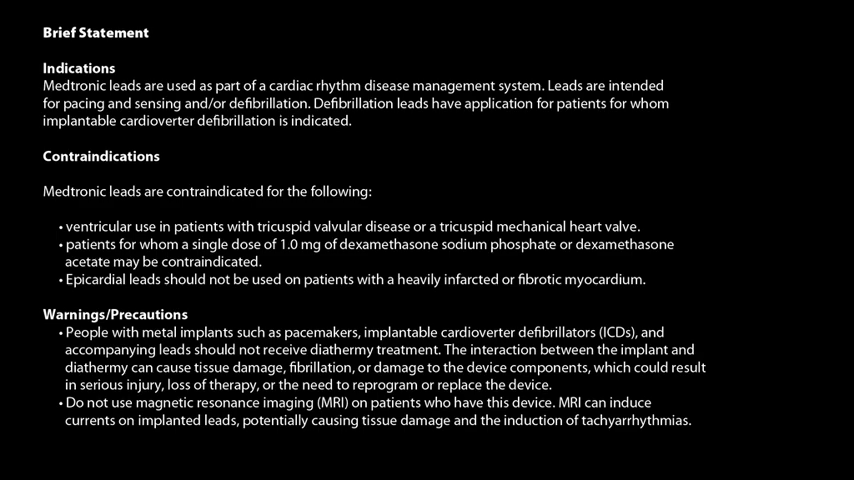 Brief Statement
Indications
Medtronic leads are used as part of a cardiac rhythm disease management system. Leads are intended
for pacing and sensing and/or defibrillation. Defibrillation leads have application for patients for whom
implantable cardioverter defibrillation is indicated.
Contraindications
Medtronic leads are contraindicated for the following:
• ventricular use in patients with tricuspid valvular disease or a tricuspid mechanical heart valve.
• patients for whom a single dose of 1.0 mg of dexamethasone sodium phosphate or dexamethasone
acetate may be contraindicated.
• Epicardial leads should not be used on patients with a heavily infarcted or fibrotic myocardium.
Warnings/Precautions
• People with metal implants such as pacemakers, implantable cardioverter defibrillators (ICDs), and
accompanying leads should not receive diathermy treatment. The interaction between the implant and
diathermy can cause tissue damage, fibrillation, or damage to the device components, which could result
in serious injury, loss of therapy, or the need to reprogram or replace the device.
• Do not use magnetic resonance imaging (MRI) on patients who have this device. MRI can induce
currents on implanted leads, potentially causing tissue damage and the induction of tachyarrhythmias.